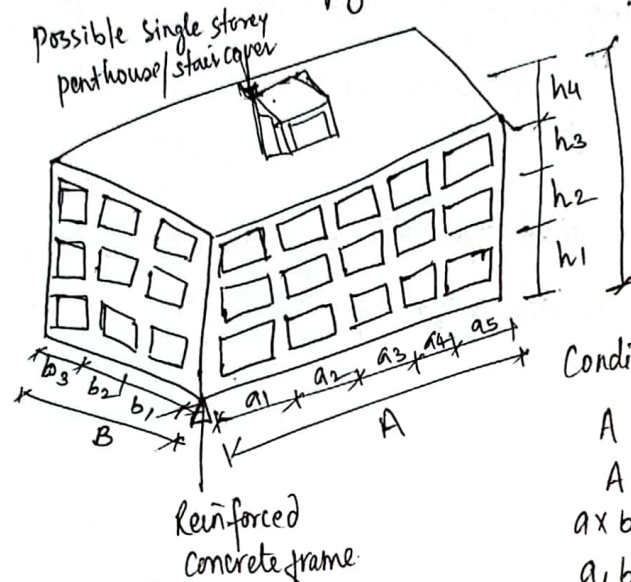 possible single storey
penthouse/stair cover
h4
h3
h2
h1
b3
b2
b1
B
a1
a2
a3
a4
a5
A
Reinforced
concrete frame
Condi
A
A
a x b
a, b